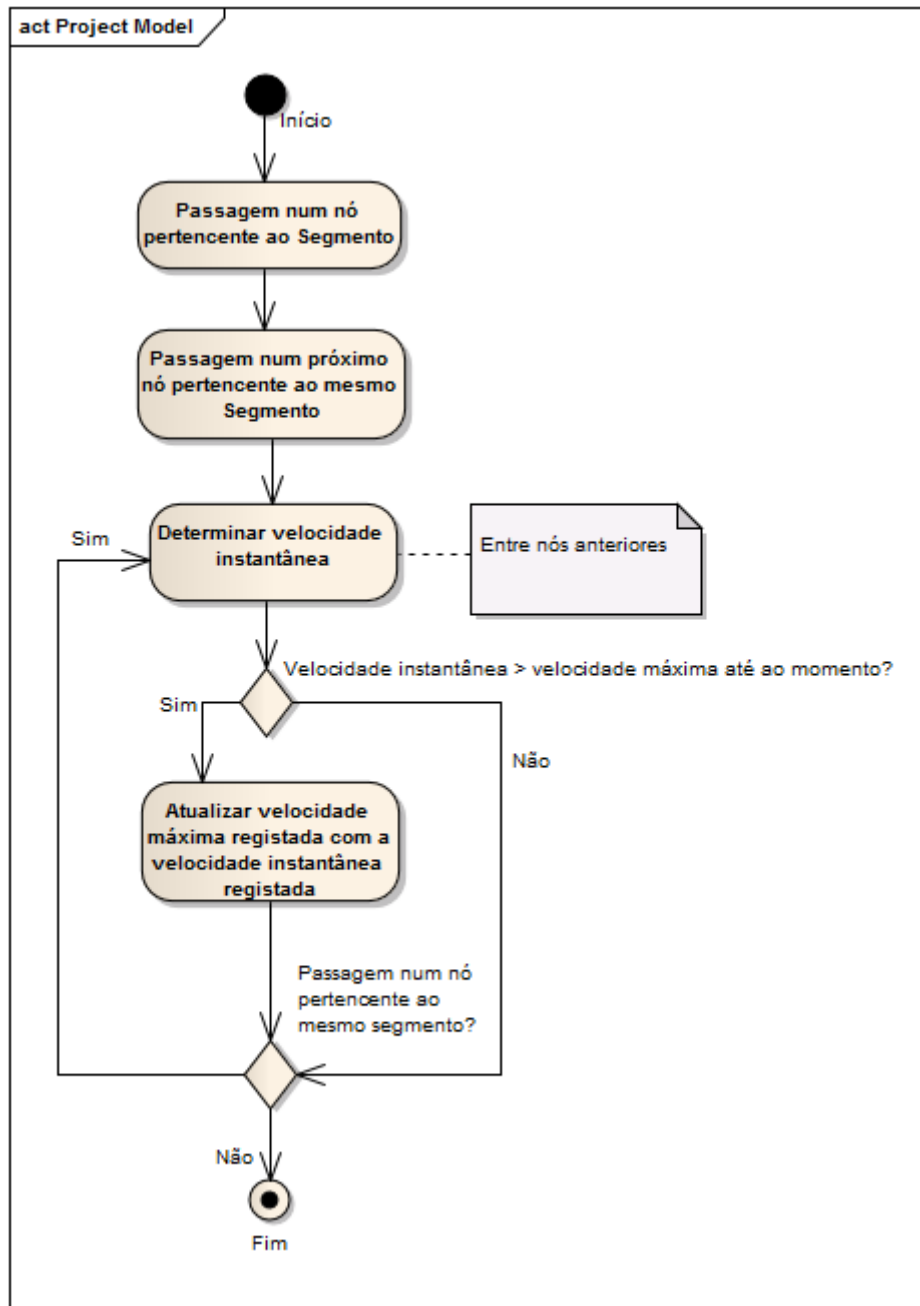 act Project Model
Início
Passagem num nó
pertencente ao Segmento
Passagem num próximo
nó pertencente ao mesmo
Segmento
Sim
Determinar velocidade
instantânea
Entre nós anteriores
Velocidade instantânea > velocidade máxima até ao momento?
Sim
Não
Atualizar velocidade
máxima registada com a
velocidade instantânea
registada
Passagem num nó
pertencente ao
mesmo segmento?
Não
Fim